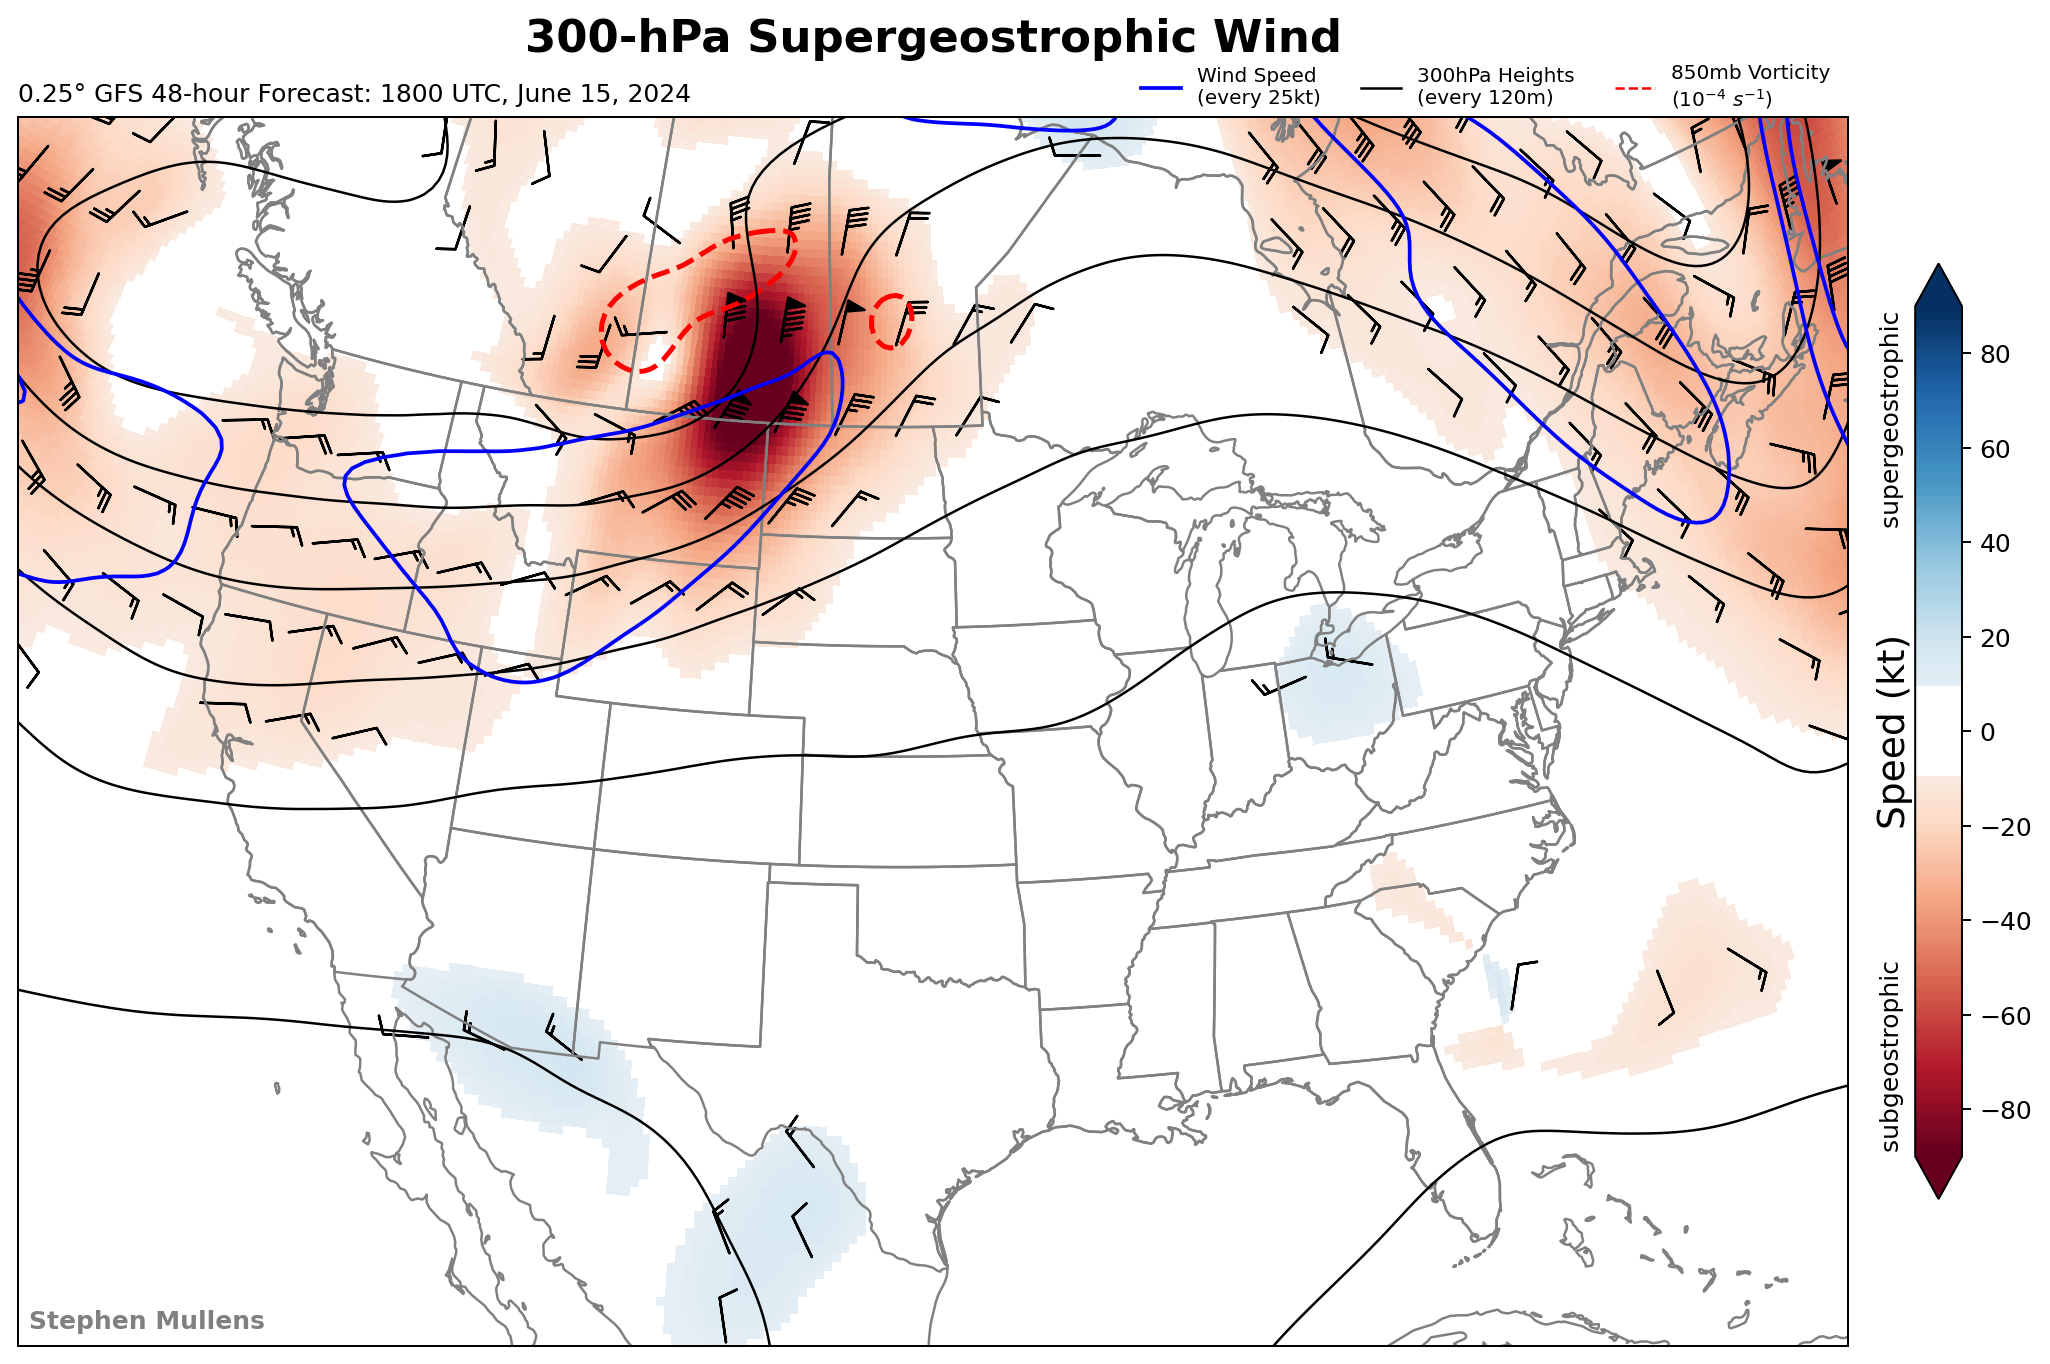 300-hPa Supergeostrophic Wind
0.25° GFS 48-hour Forecast: 1800 UTC, June 15, 2024
Wind Speed
(every 25kt)
300hPa Heights
(every 120m)
850mb Vorticity
(10⁻⁴ s⁻¹)
supergeostrophic
Speed (kt)
subgeostrophic
80
60
40
20
0
−20
−40
−60
−80
Stephen Mullens